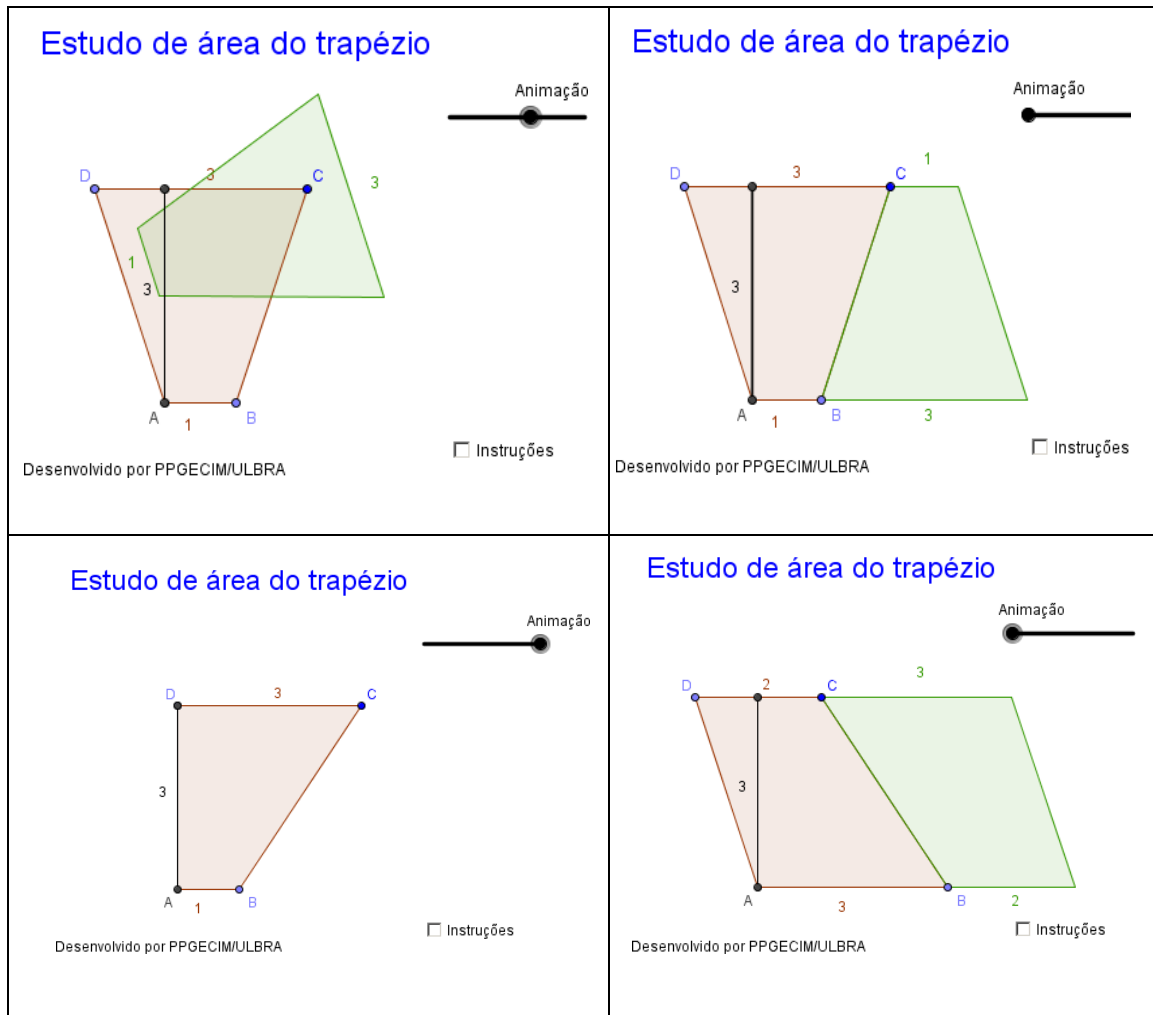 Estudo de área do trapézio
Animação
D
3
C
3
1
3
A
1
B
Instruções
Desenvolvido por PPGECIM/ULBRA
Estudo de área do trapézio
Animação
D
3
C
1
3
A
1
B
3
Instruções
Desenvolvido por PPGECIM/ULBRA
Estudo de área do trapézio
Animação
D
3
C
3
A
1
B
Instruções
Desenvolvido por PPGECIM/ULBRA
Estudo de área do trapézio
Animação
D
2
C
3
3
A
3
B
2
Instruções
Desenvolvido por PPGECIM/ULBRA